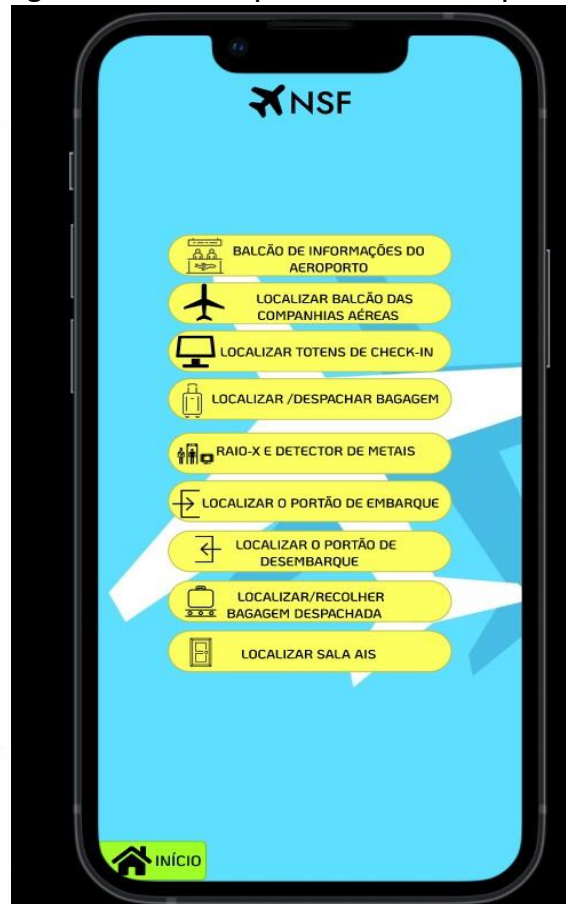 NSF
BALCÃO DE INFORMAÇÕES DO
AEROPORTO
LOCALIZAR BALCÃO DAS
COMPANHIAS AÉREAS
LOCALIZAR TOTENS DE CHECK-IN
LOCALIZAR /DESPACHAR BAGAGEM
RAIO-X E DETECTOR DE METAIS
LOCALIZAR O PORTÃO DE EMBARQUE
LOCALIZAR O PORTÃO DE
DESEMBARQUE
LOCALIZAR/RECOLHER
BAGAGEM DESPACHADA
LOCALIZAR SALA AIS
INÍCIO